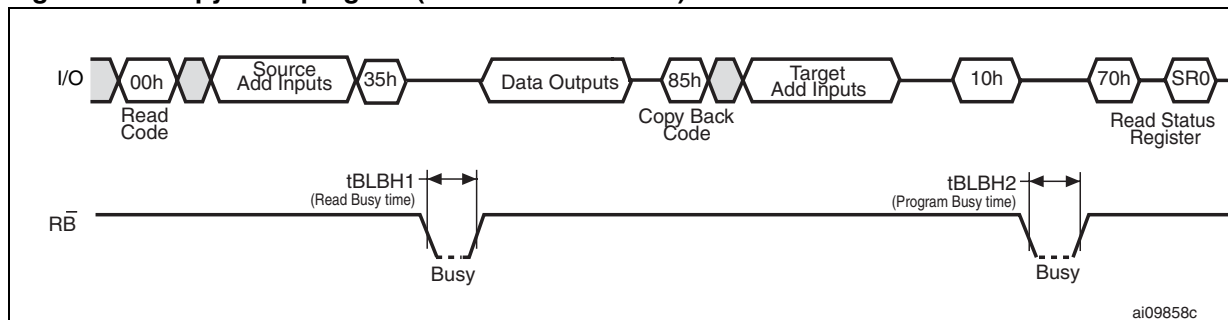 I/O
00h
Source
Add Inputs
35h
Data Outputs
85h
Target
Add Inputs
10h
70h
SR0
Read
Code
Copy Back
Code
Read Status
Register
tBLBH1
(Read Busy time)
tBLBH2
(Program Busy time)
RB̅
Busy
Busy
ai09858c